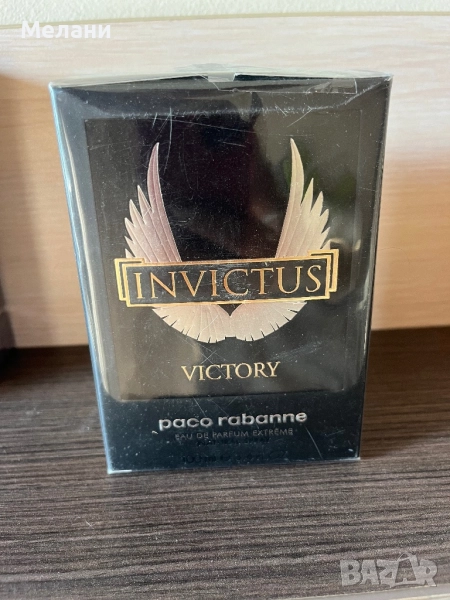 Мелани
INVICTUS
VICTORY
paco rabanne
EAU DE PARFUM EXTRÊME
BAZAR